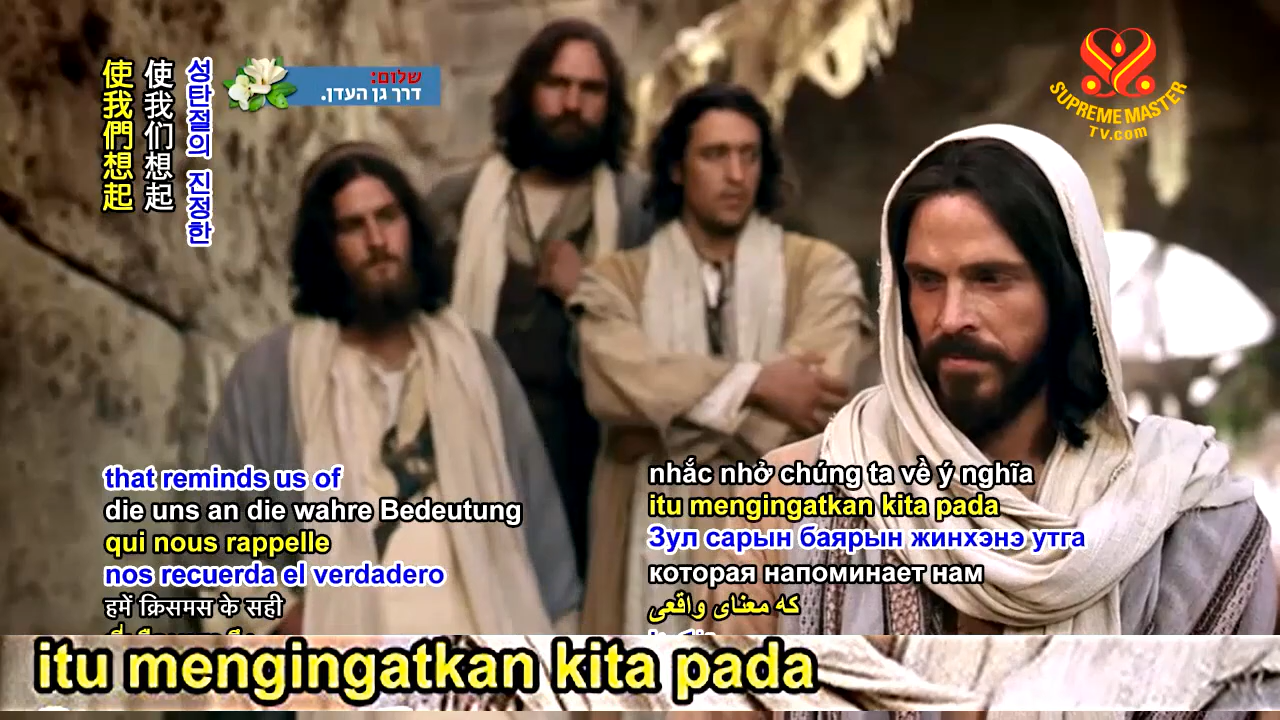 使我們想起
使我们想起
성탄절의 진정한
שלום:
דרך גן העדן.
SUPREME MASTER
TV.com
that reminds us of
die uns an die wahre Bedeutung
qui nous rappelle
nos recuerda el verdadero
हमें क्रिसमस के सही
nhắc nhở chúng ta về ý nghĩa
itu mengingatkan kita pada
Зул сарын баярын жинхэнэ утга
которая напоминает нам
که معنای واقعی
itu mengingatkan kita pada